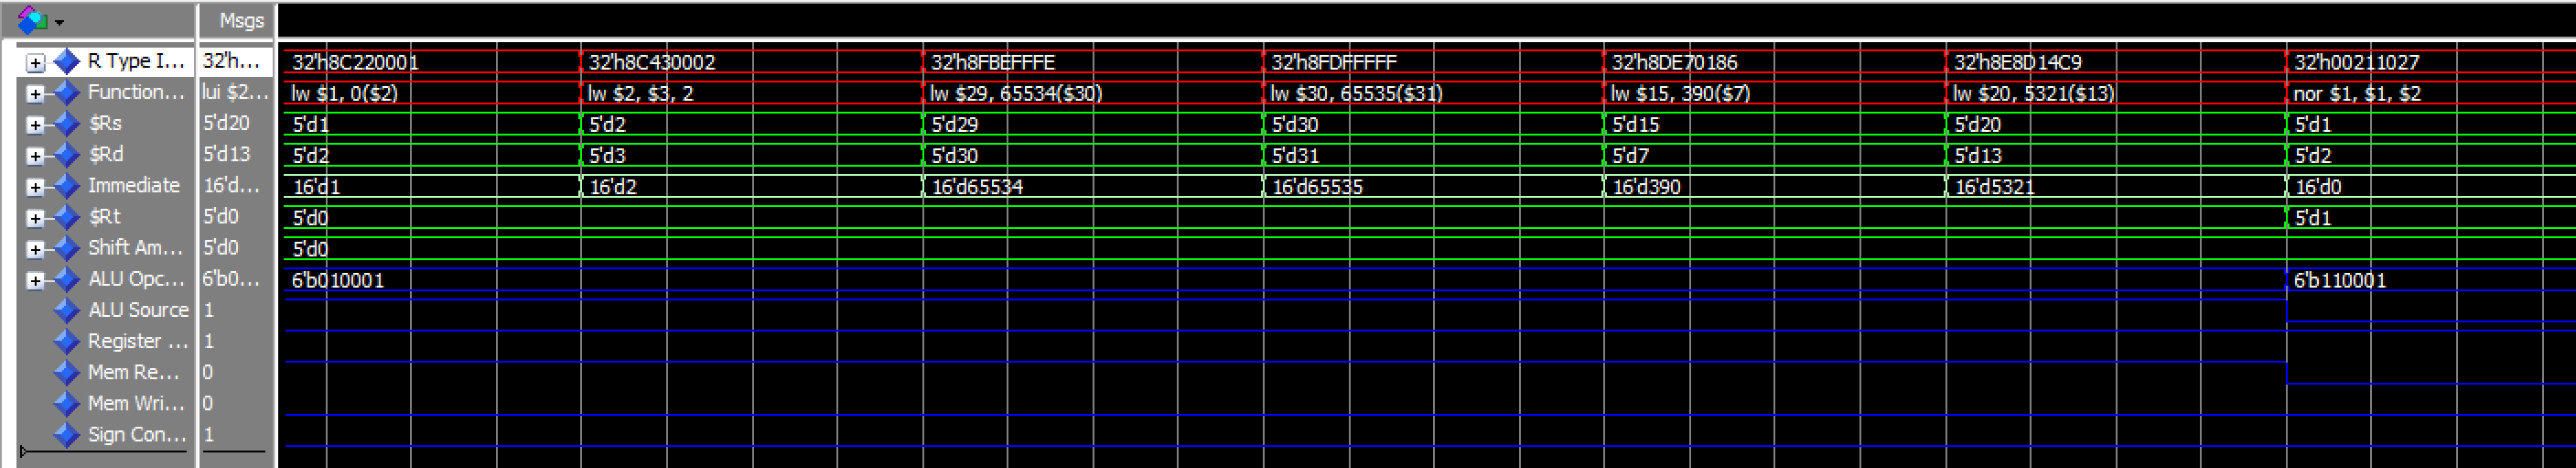 Msgs
R Type I... 32'h... 32'h8C220001 32'h8C430002 32'h8FBEFFFE 32'h8FDFFFFF 32'h8DE70186 32'h8E8D14C9 32'h00211027
Function... lui $2... lw $1, 0($2) lw $2, $3, 2 lw $29, 65534($30) lw $30, 65535($31) lw $15, 390($7) lw $20, 5321($13) nor $1, $1, $2
$Rs 5'd20 5'd1 5'd2 5'd29 5'd30 5'd15 5'd20 5'd1
$Rd 5'd13 5'd2 5'd3 5'd30 5'd31 5'd7 5'd13 5'd2
Immediate 16'd... 16'd1 16'd2 16'd65534 16'd65535 16'd390 16'd5321 16'd0
$Rt 5'd0 5'd0 5'd1
Shift Am... 5'd0 5'd0
ALU Opc... 6'b0... 6'b010001 6'b110001
ALU Source 1
Register ... 1
Mem Re... 0
Mem Wri... 0
Sign Con... 1